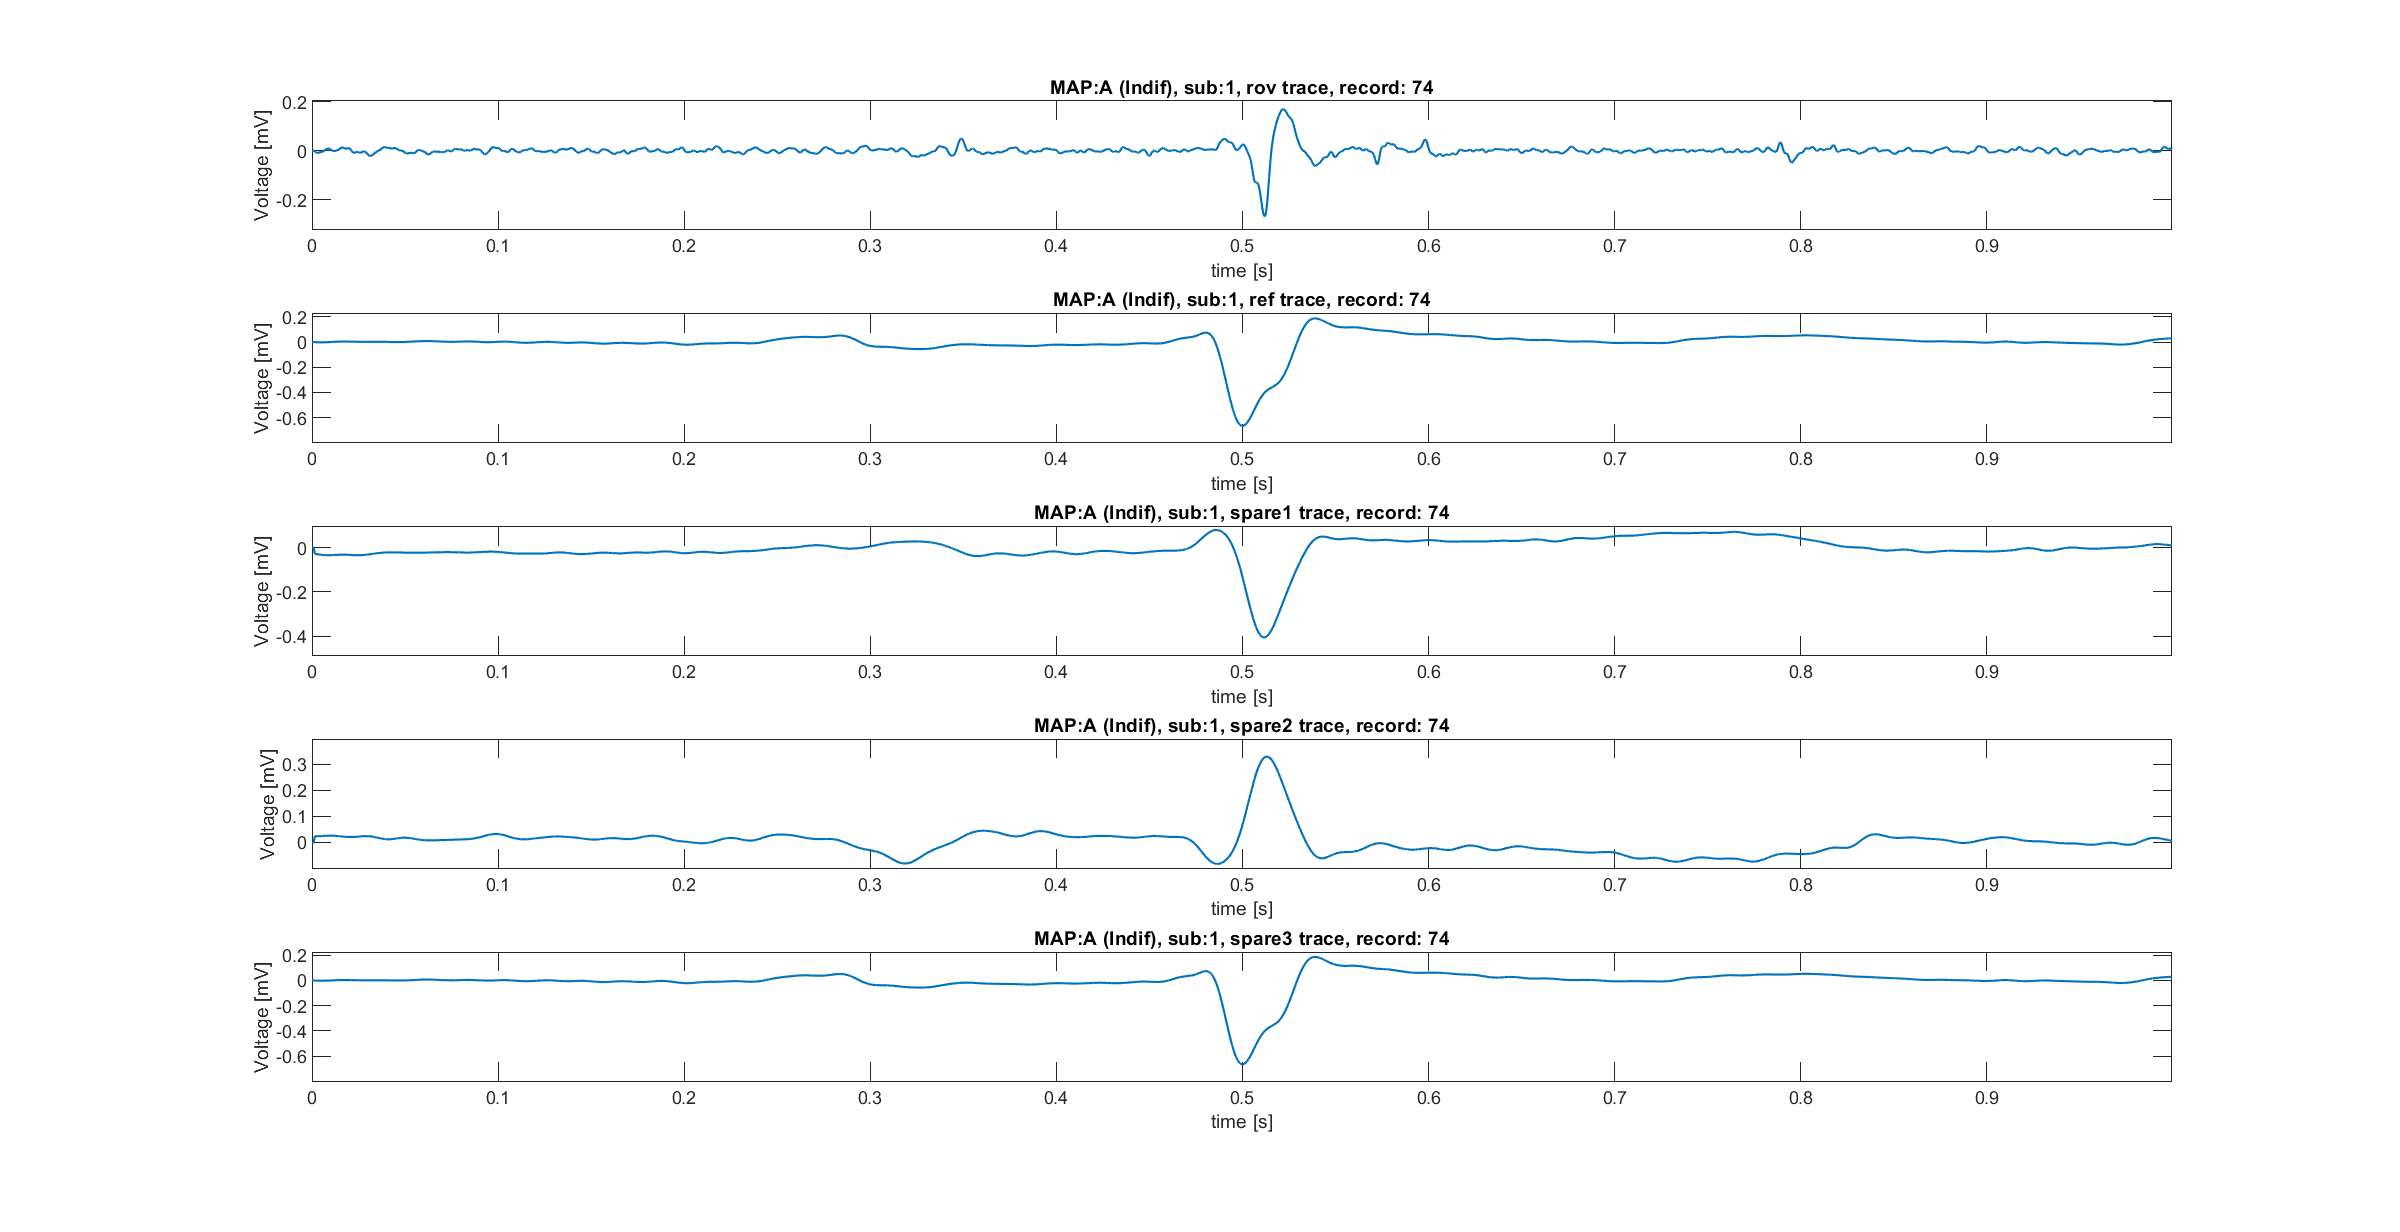 MAP:A (Indif), sub:1, rov trace, record: 74
Voltage [mV]
0.2
0
-0.2
0 0.1 0.2 0.3 0.4 0.5 0.6 0.7 0.8 0.9
time [s]
MAP:A (Indif), sub:1, ref trace, record: 74
Voltage [mV]
0.2
0
-0.2
-0.4
-0.6
0 0.1 0.2 0.3 0.4 0.5 0.6 0.7 0.8 0.9
time [s]
MAP:A (Indif), sub:1, spare1 trace, record: 74
Voltage [mV]
0
-0.2
-0.4
0 0.1 0.2 0.3 0.4 0.5 0.6 0.7 0.8 0.9
time [s]
MAP:A (Indif), sub:1, spare2 trace, record: 74
Voltage [mV]
0.3
0.2
0.1
0
0 0.1 0.2 0.3 0.4 0.5 0.6 0.7 0.8 0.9
time [s]
MAP:A (Indif), sub:1, spare3 trace, record: 74
Voltage [mV]
0.2
0
-0.2
-0.4
-0.6
0 0.1 0.2 0.3 0.4 0.5 0.6 0.7 0.8 0.9
time [s]